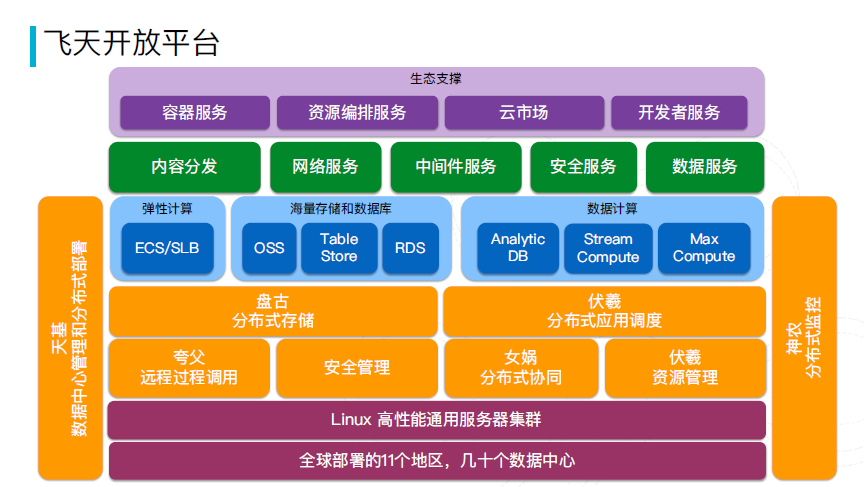 飞天开放平台
生态支撑
容器服务
资源编排服务
云市场
开发者服务
内容分发
网络服务
中间件服务
安全服务
数据服务
弹性计算
ECS/SLB
海量存储和数据库
OSS
Table
Store
RDS
数据计算
Analytic
DB
Stream
Compute
Max
Compute
天基
数据中心管理和分布式部署
盘古
分布式存储
伏羲
分布式应用调度
夸父
远程过程调用
安全管理
女娲
分布式协同
伏羲
资源管理
神农
分布式监控
Linux 高性能通用服务器集群
全球部署的11个地区，几十个数据中心